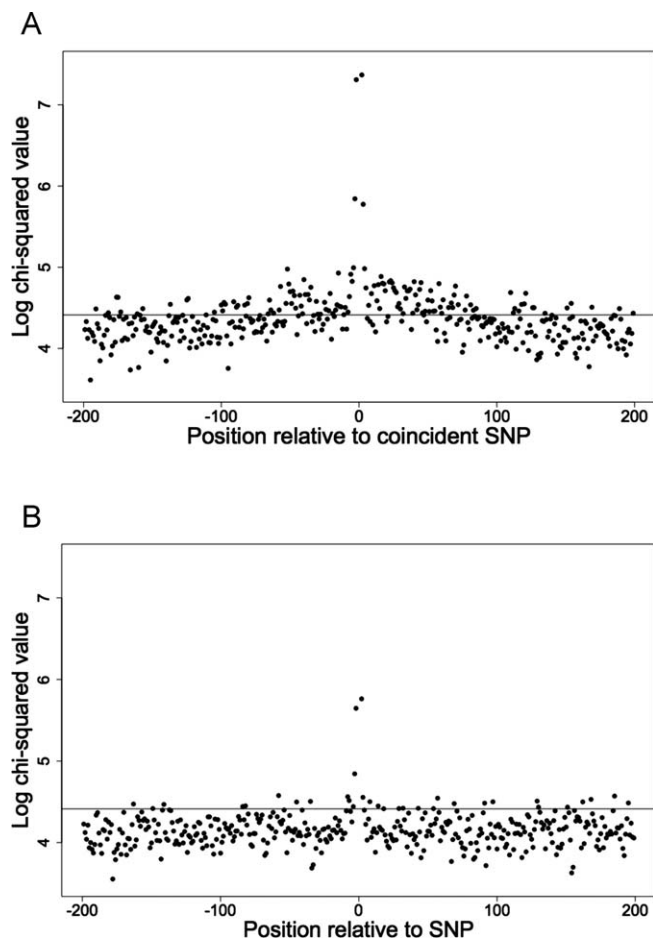 A
Log chi-squared value
7
6
5
4
-200 -100 0 100 200
Position relative to coincident SNP
B
Log chi-squared value
7
6
5
4
-200 -100 0 100 200
Position relative to SNP